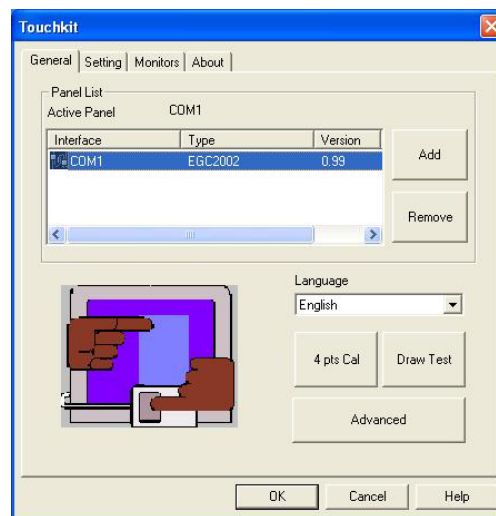 Touchkit
General Setting Monitors About
Panel List
Active Panel COM1
Interface Type Version
COM1 EGC2002 0.99
Add
Remove
Language
English
4 pts Cal Draw Test
Advanced
OK Cancel Help